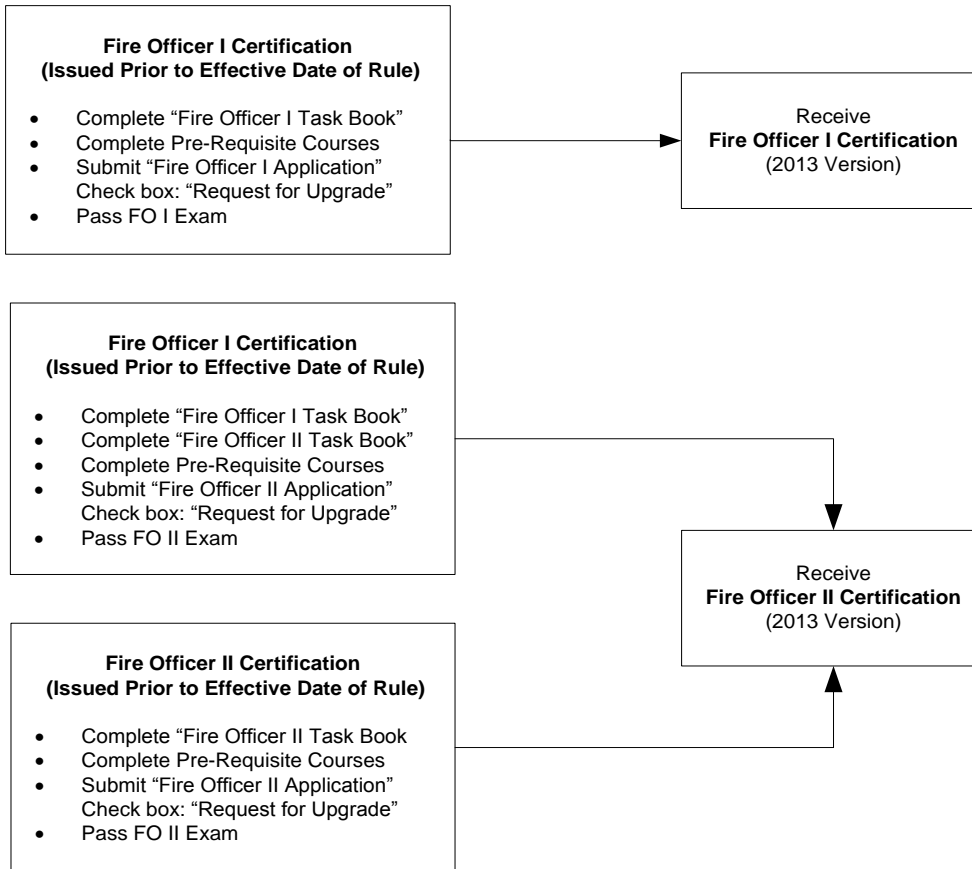 Fire Officer I Certification
(Issued Prior to Effective Date of Rule)
• Complete “Fire Officer I Task Book”
• Complete Pre-Requisite Courses
• Submit “Fire Officer I Application”
Check box: “Request for Upgrade”
• Pass FO I Exam
Receive
Fire Officer I Certification
(2013 Version)
Fire Officer I Certification
(Issued Prior to Effective Date of Rule)
• Complete “Fire Officer I Task Book”
• Complete “Fire Officer II Task Book”
• Complete Pre-Requisite Courses
• Submit “Fire Officer II Application”
Check box: “Request for Upgrade”
• Pass FO II Exam
Receive
Fire Officer II Certification
(2013 Version)
Fire Officer II Certification
(Issued Prior to Effective Date of Rule)
• Complete “Fire Officer II Task Book
• Complete Pre-Requisite Courses
• Submit “Fire Officer II Application”
Check box: “Request for Upgrade”
• Pass FO II Exam